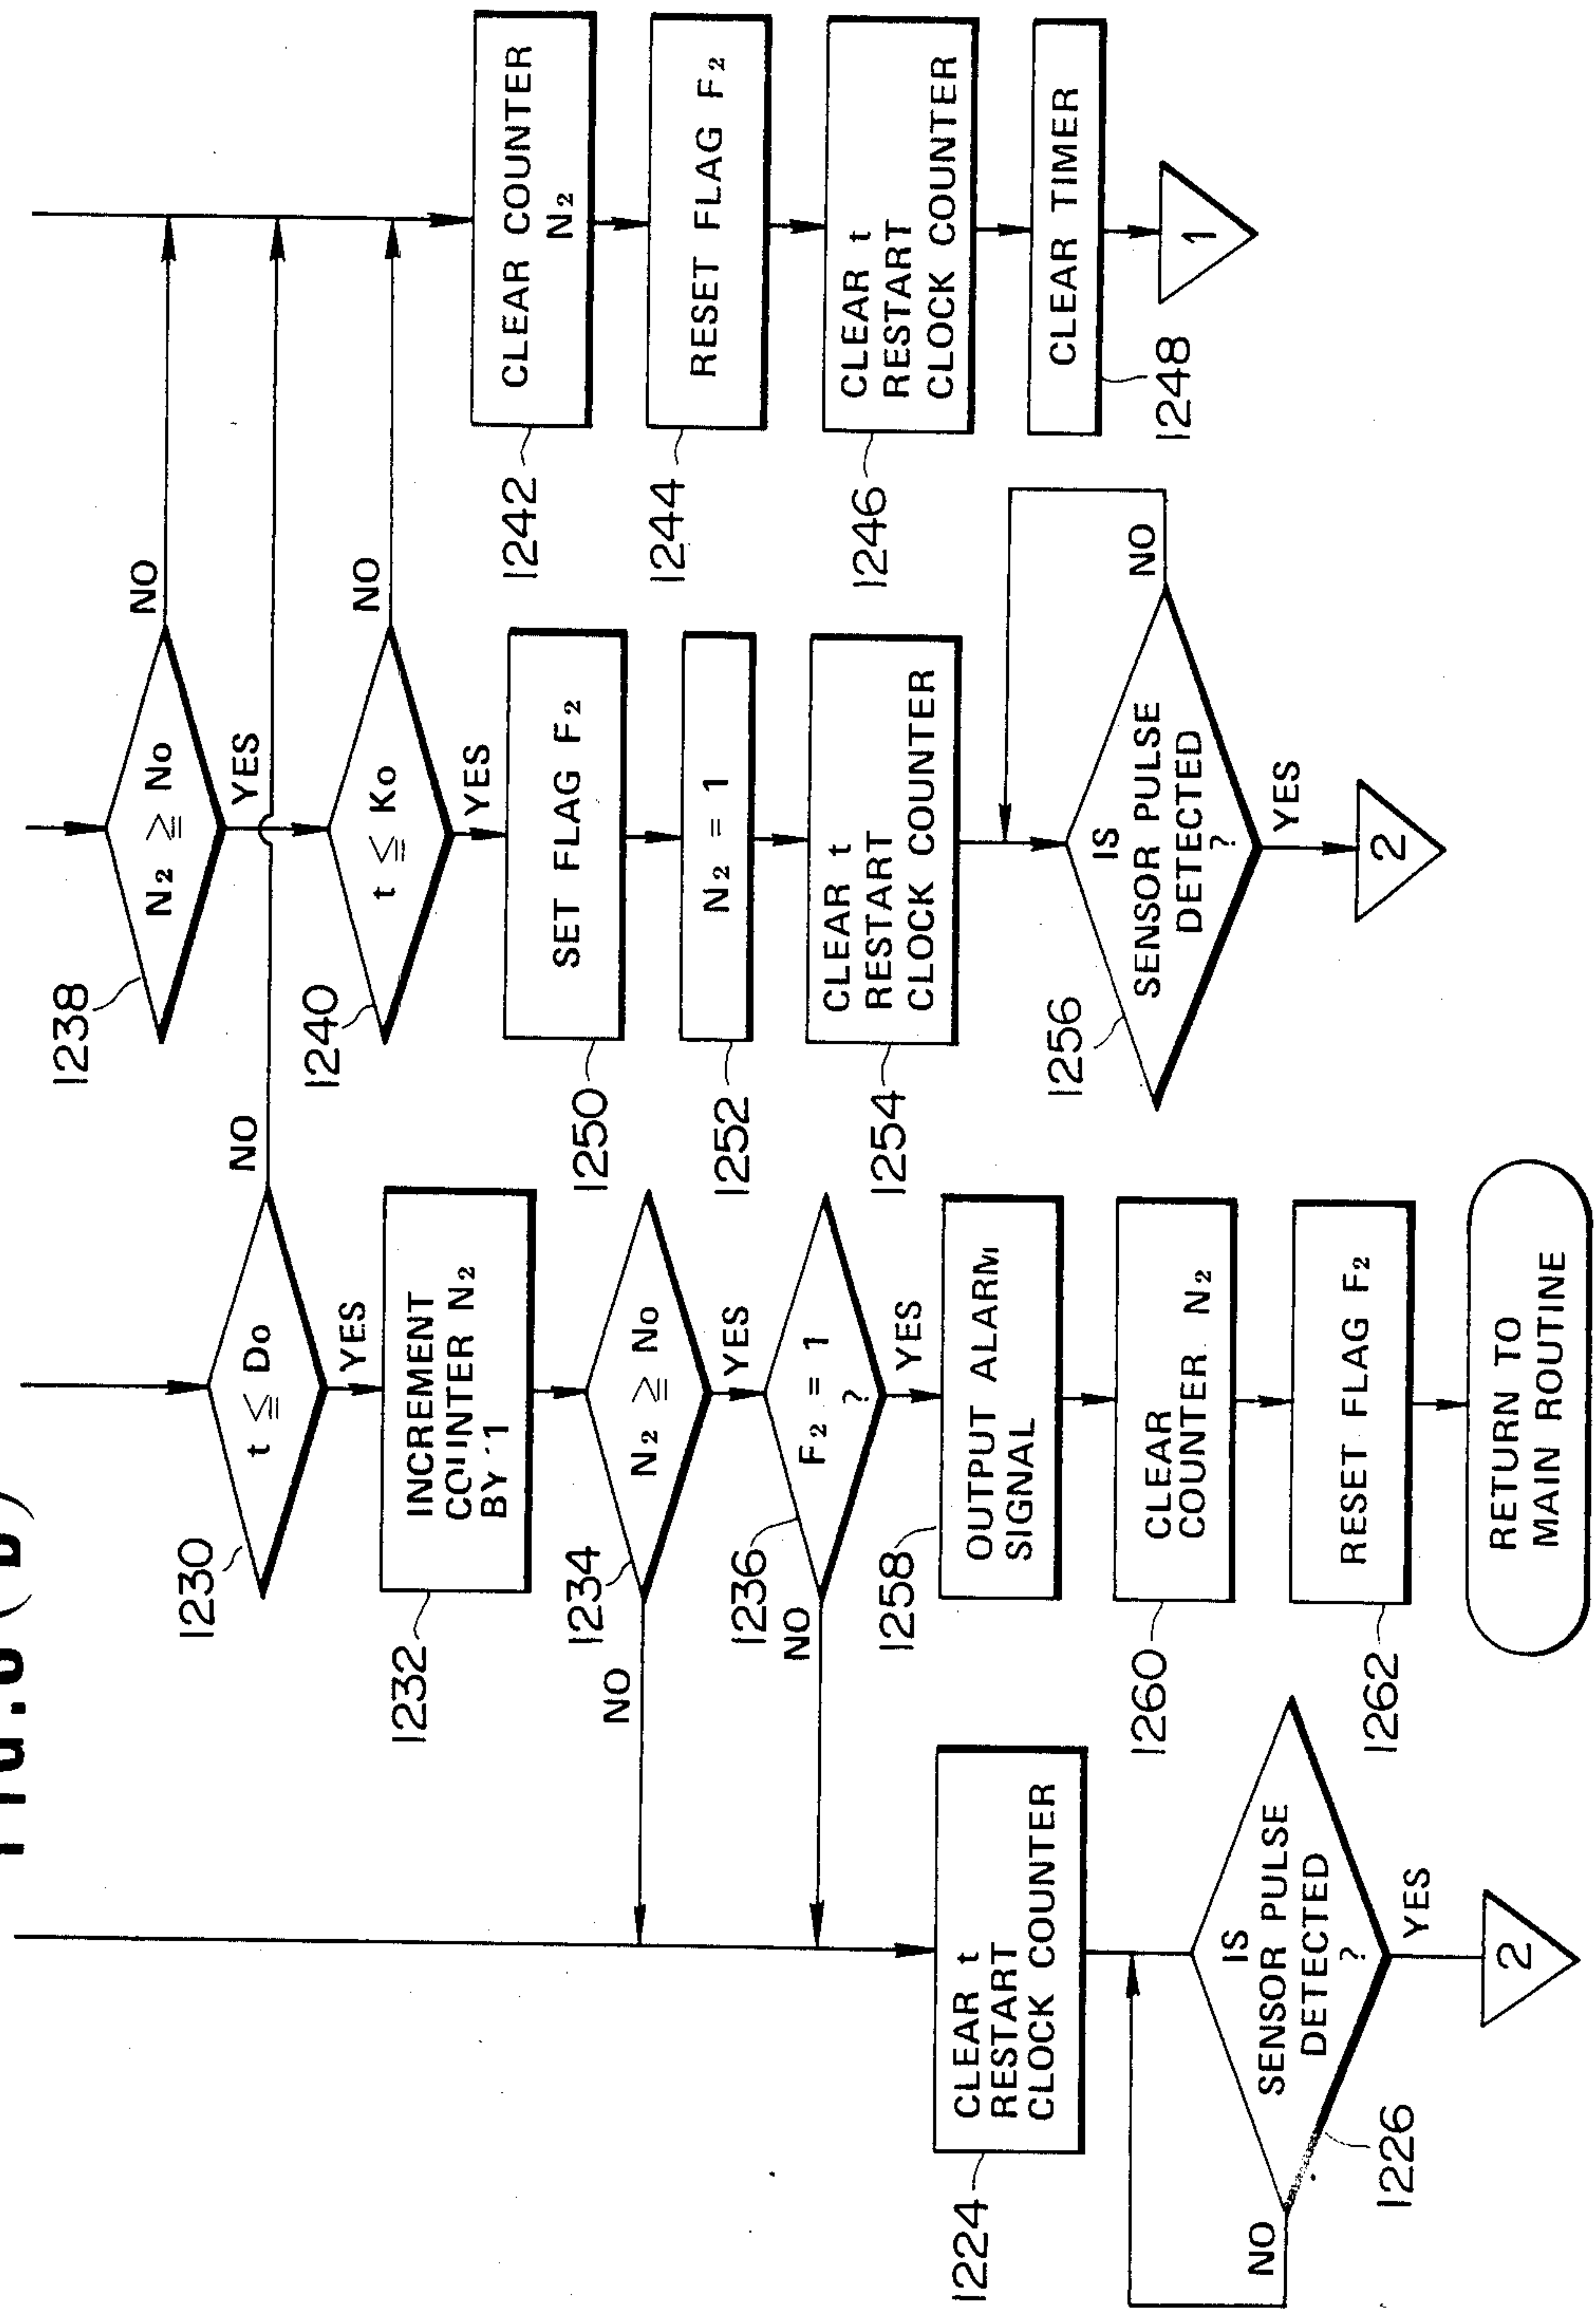 1238
N₂ ≧ No
NO
YES
1230
t ≦ Do
NO
YES
1240
t ≦ Ko
NO
YES
1232
INCREMENT
COUNTER N₂
BY 1
1250
SET FLAG F₂
1242
CLEAR COUNTER
N₂
1234
N₂ ≧ No
NO
YES
1252
N₂ = 1
1244
RESET FLAG F₂
1236
F₂ = 1
?
NO
YES
1254
CLEAR t
RESTART
CLOCK COUNTER
1246
CLEAR t
RESTART
CLOCK COUNTER
1224
CLEAR t
RESTART
CLOCK COUNTER
1258
OUTPUT ALARM
SIGNAL
1256
IS
SENSOR PULSE
DETECTED
?
NO
YES
2
CLEAR TIMER
1248
1
1260
CLEAR
COUNTER N₂
1226
IS
SENSOR PULSE
DETECTED
?
NO
YES
2
1262
RESET FLAG F₂
RETURN TO
MAIN ROUTINE